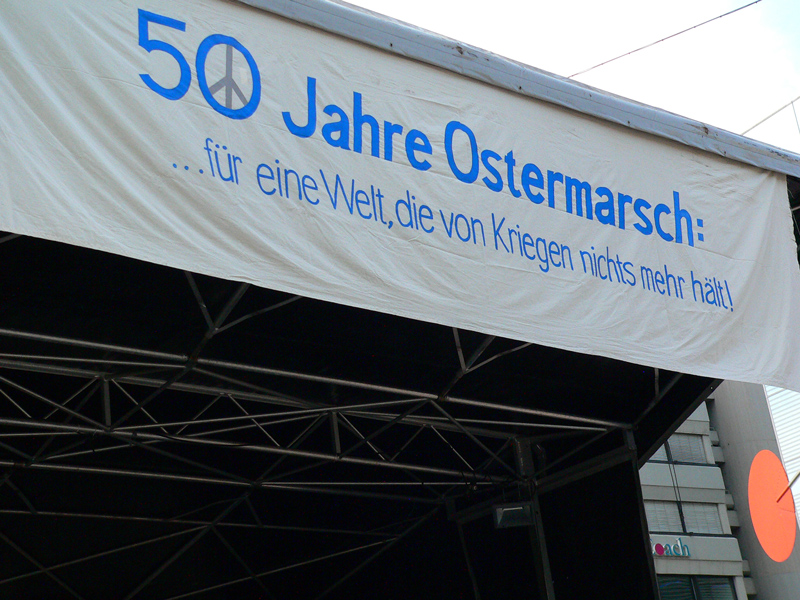 50 Jahre Ostermarsch:
...für eine Welt, die von Kriegen nichts mehr hält!